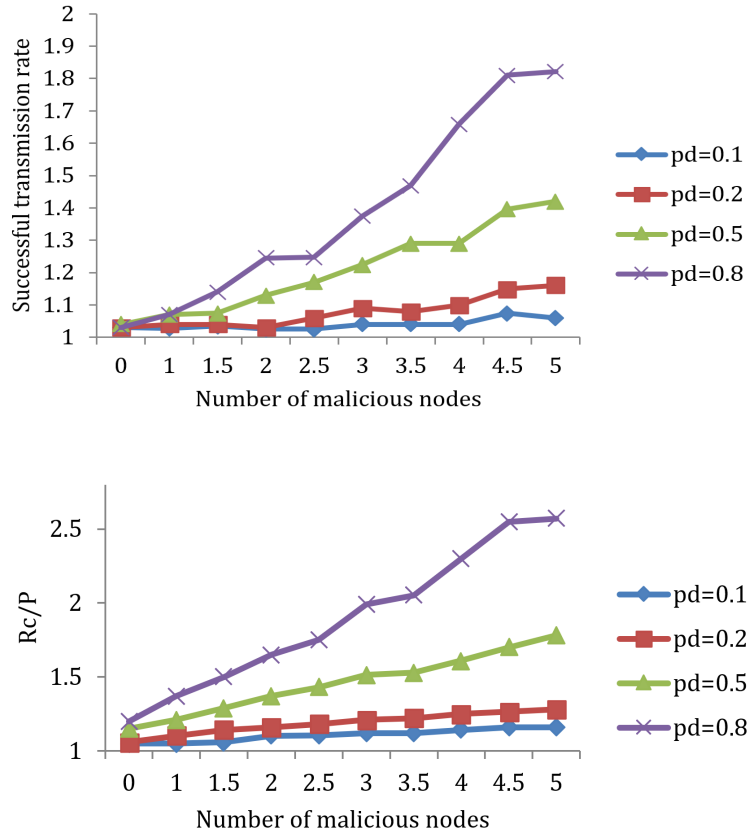 2
1.9
1.8
1.7
1.6
1.5
1.4
1.3
1.2
1.1
1
Successful transmission rate
0 1 1.5 2 2.5 3 3.5 4 4.5 5
Number of malicious nodes
pd=0.1
pd=0.2
pd=0.5
pd=0.8
2.5
2
1.5
1
Rc/P
0 1 1.5 2 2.5 3 3.5 4 4.5 5
Number of malicious nodes
pd=0.1
pd=0.2
pd=0.5
pd=0.8